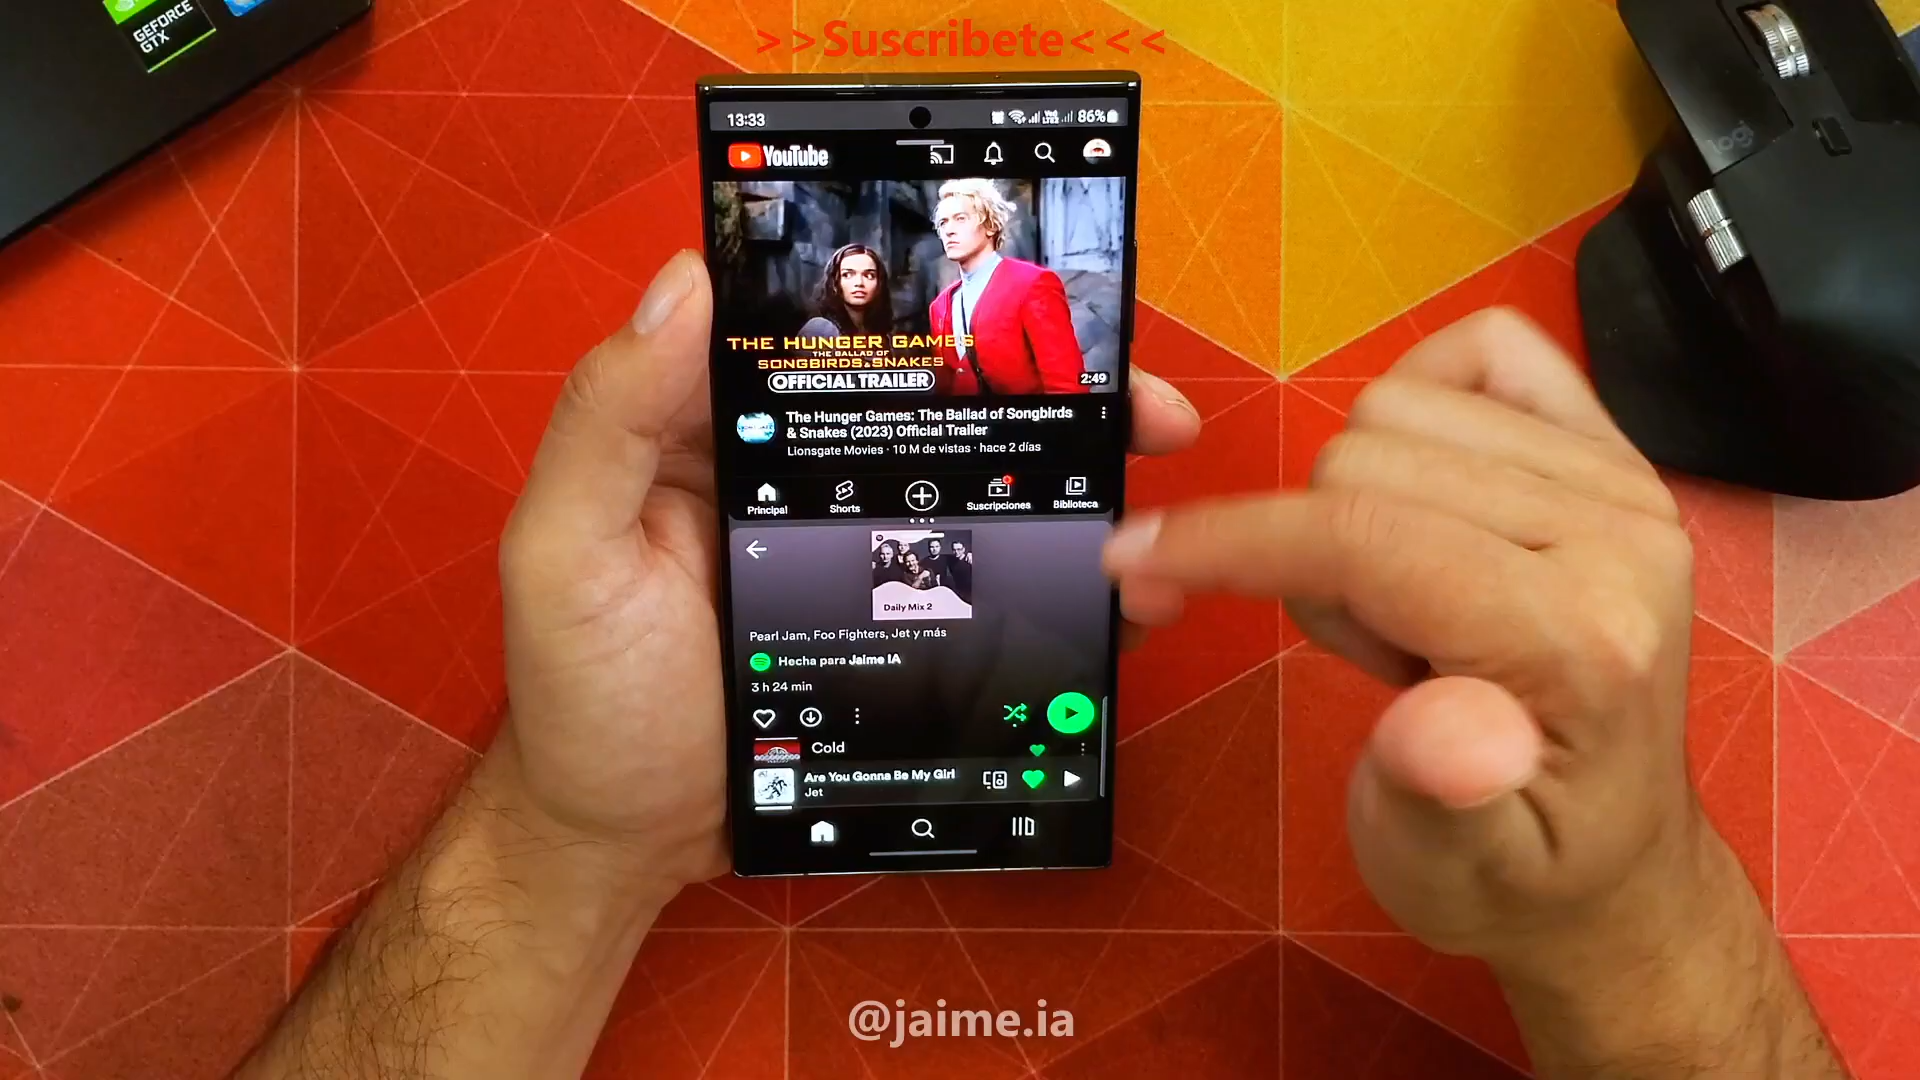 GEFORCE
GTX
>>Suscribete<<<
logi
13:33
86%
YouTube
THE HUNGER GAMES
THE BALLAD OF
SONGBIRDS & SNAKES
OFFICIAL TRAILER
2:49
The Hunger Games: The Ballad of Songbirds
& Snakes (2023) Official Trailer
Lionsgate Movies · 10 M de vistas · hace 2 días
Principal
Shorts
Suscripciones
Biblioteca
Daily Mix 2
Pearl Jam, Foo Fighters, Jet y más
Hecha para Jaime IA
3 h 24 min
Cold
Are You Gonna Be My Girl
Jet
@jaime.ia